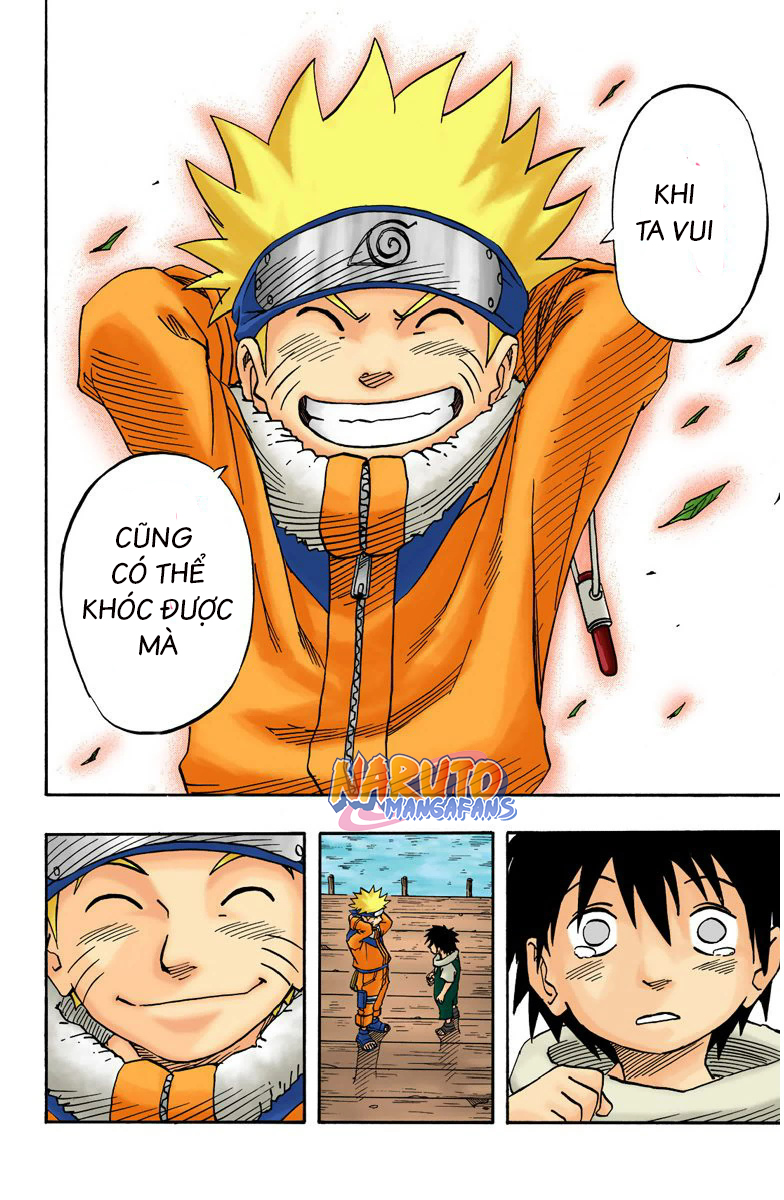 KHI
TA VUI
CŨNG
CÓ THỂ
KHÓC ĐƯỢC
MÀ
NARUTO
MANGAFANS